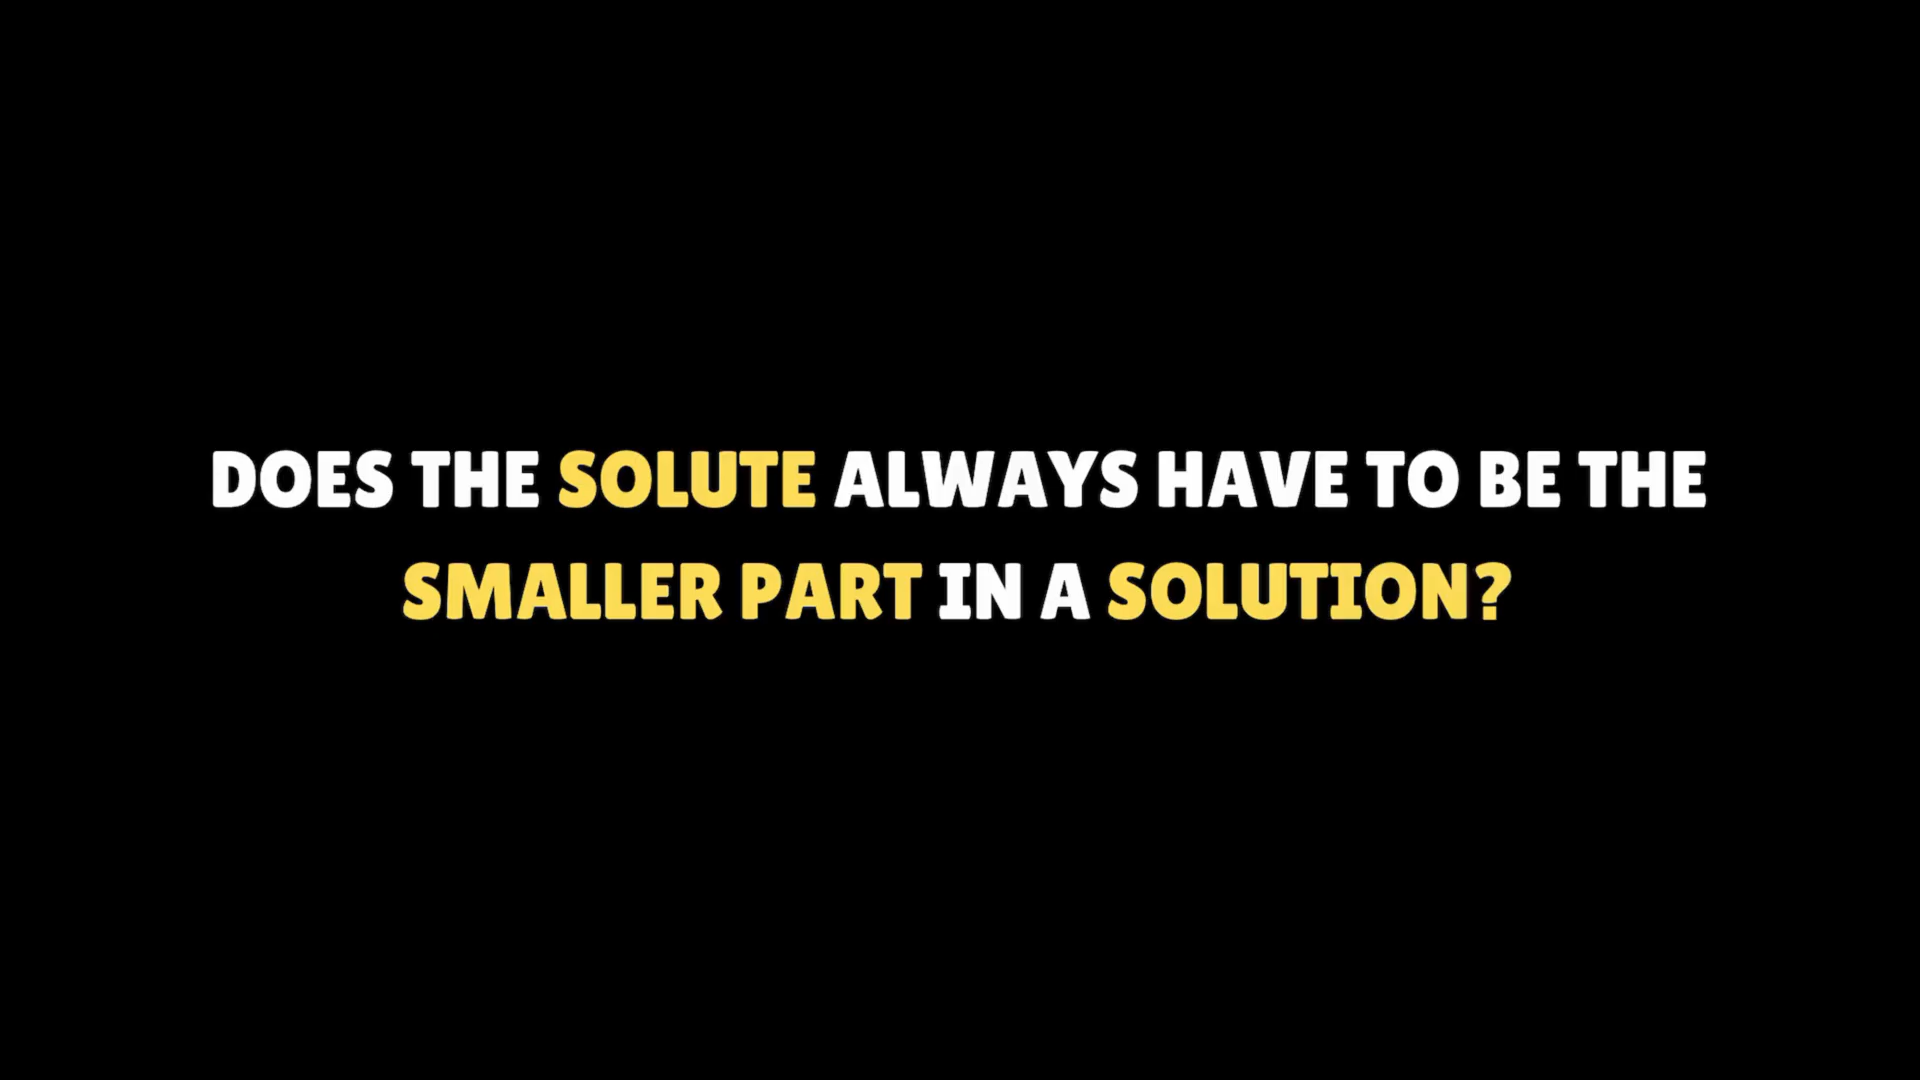 DOES THE SOLUTE ALWAYS HAVE TO BE THE
SMALLER PART IN A SOLUTION?